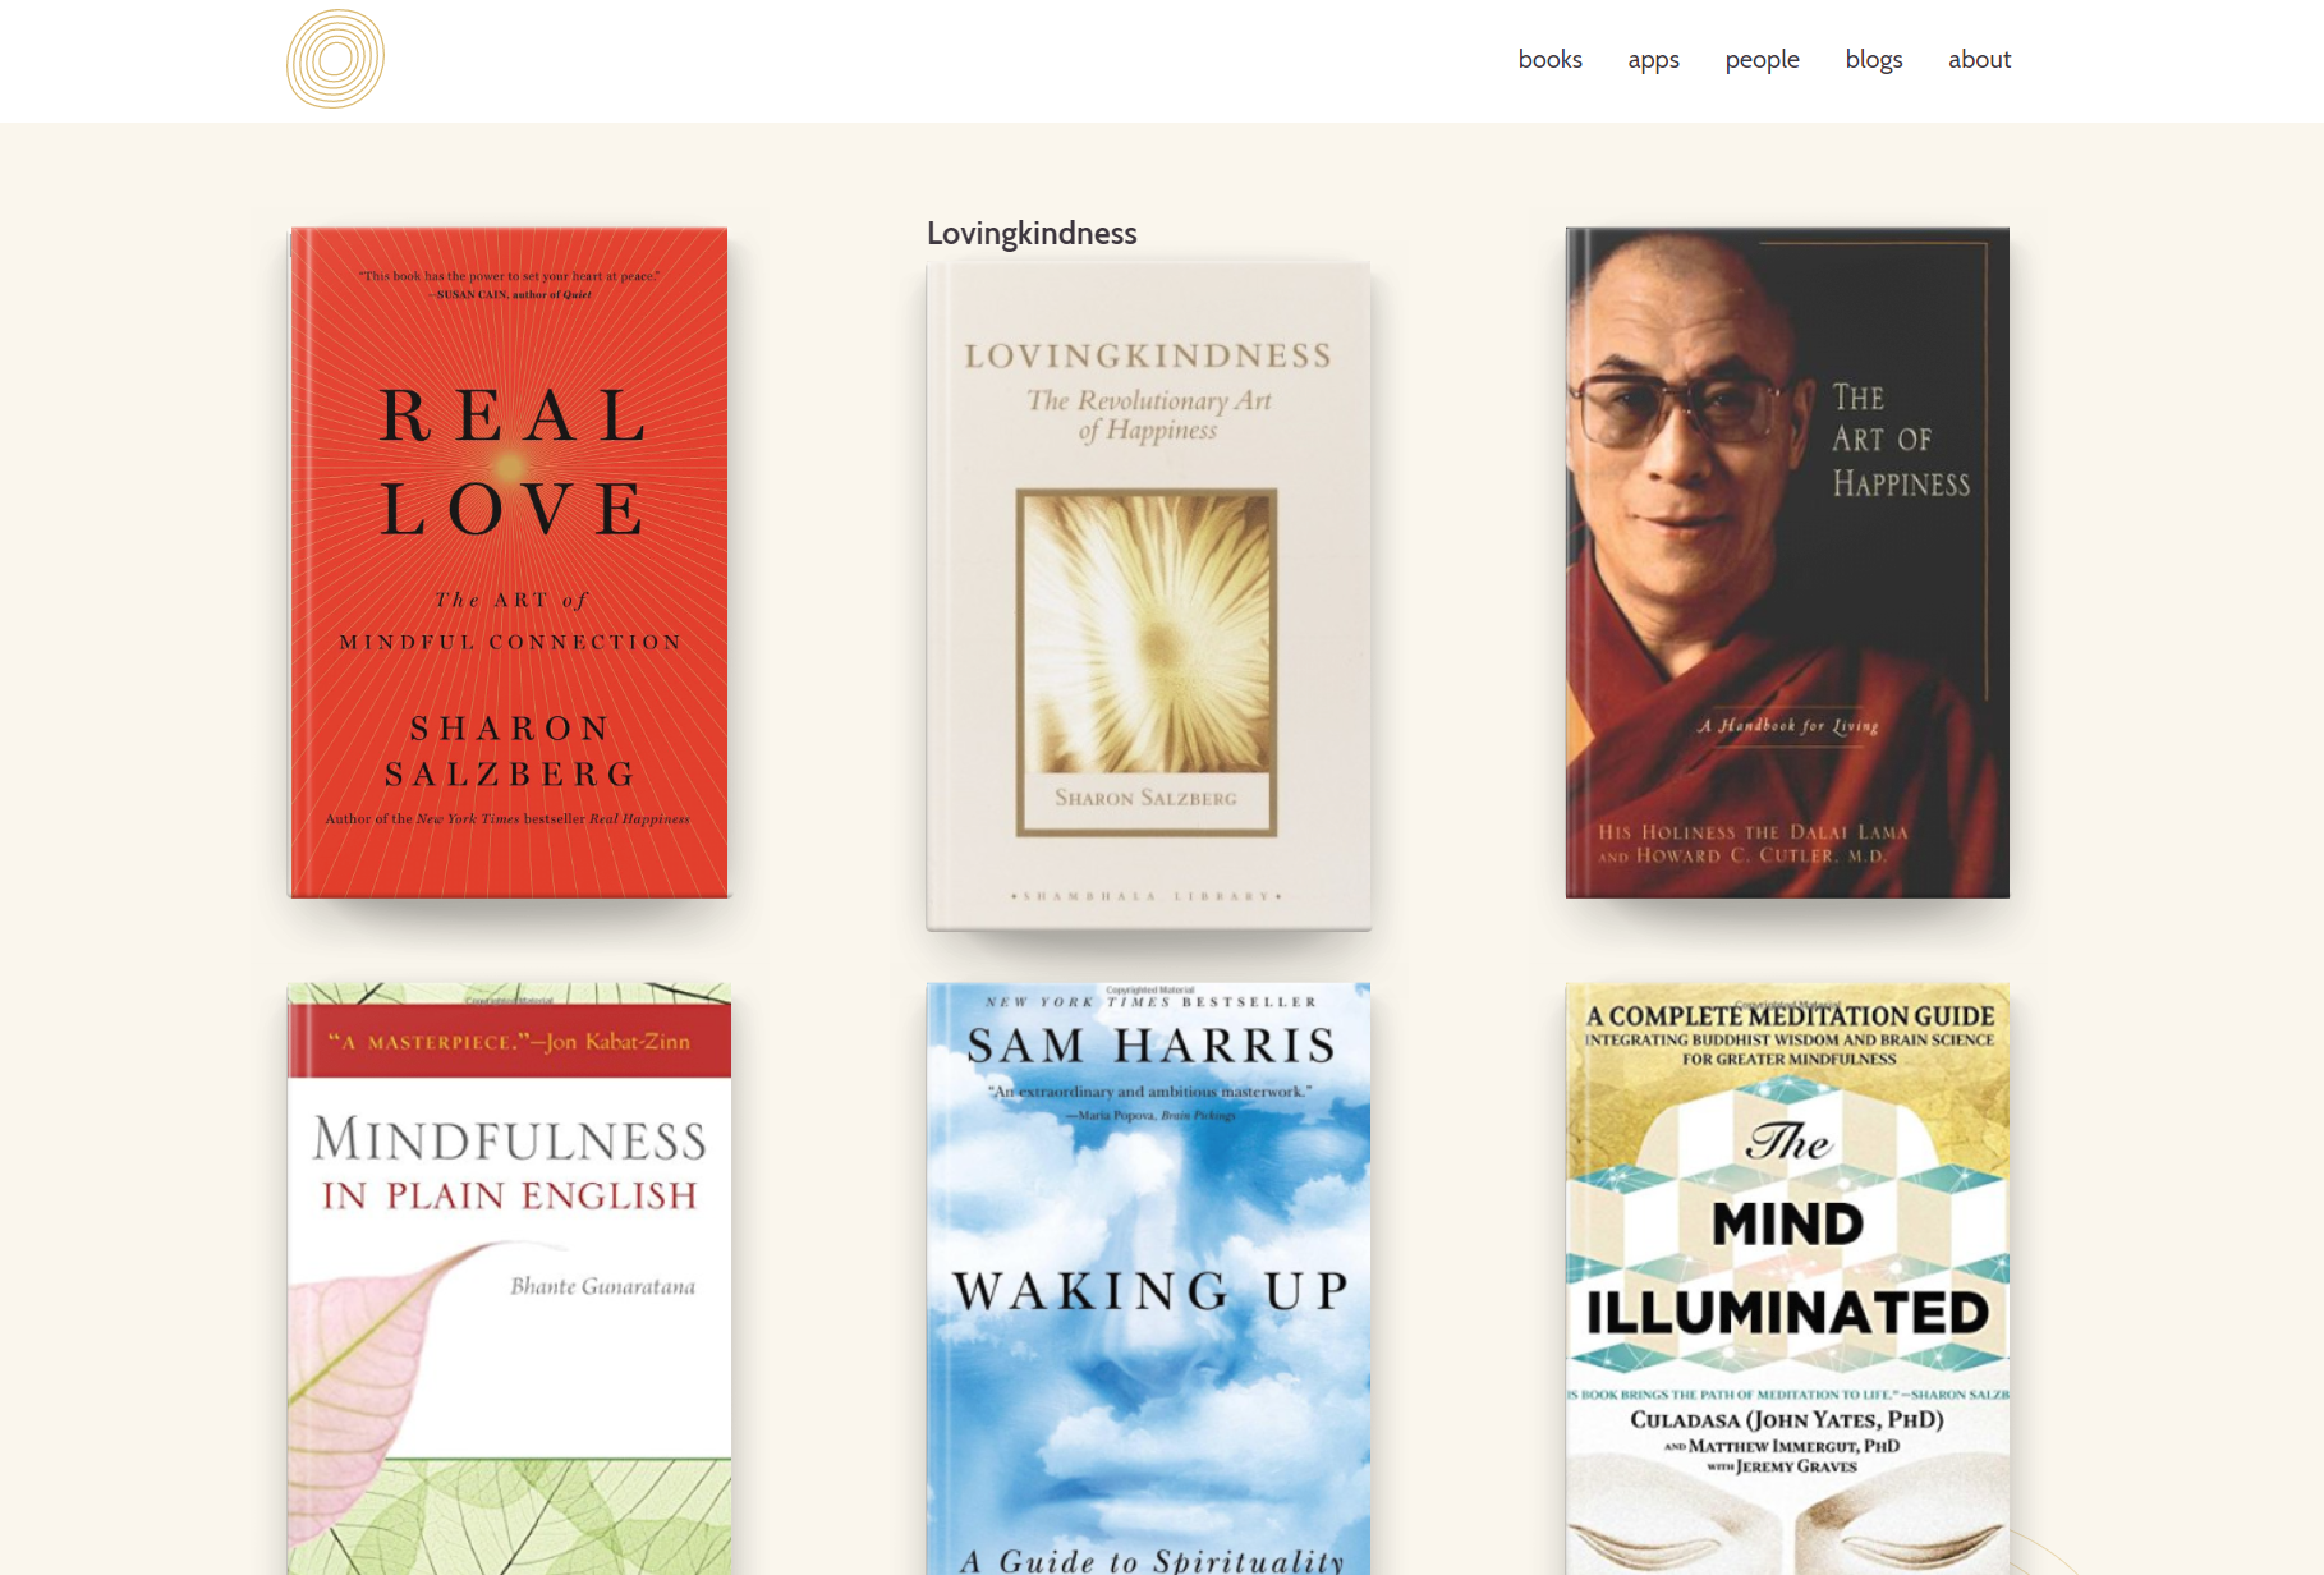 books apps people blogs about
"This book has the power to set your heart at peace."
—SUSAN CAIN, author of Quiet
REAL
LOVE
The ART of
MINDFUL CONNECTION
SHARON
SALZBERG
Author of the New York Times bestseller Real Happiness
Lovingkindness
LOVINGKINDNESS
The Revolutionary Art
of Happiness
SHARON SALZBERG
•SHAMBHALA LIBRARY•
THE
ART OF
HAPPINESS
A Handbook for Living
HIS HOLINESS THE DALAI LAMA
AND HOWARD C. CUTLER, M.D.
Copyrighted Material
"A MASTERPIECE."—Jon Kabat-Zinn
MINDFULNESS
IN PLAIN ENGLISH
Bhante Gunaratana
Copyrighted Material
NEW YORK TIMES BESTSELLER
SAM HARRIS
"An extraordinary and ambitious masterwork."
—Maria Popova, Brain Pickings
WAKING UP
A Guide to Spirituality
Copyrighted Material
A COMPLETE MEDITATION GUIDE
INTEGRATING BUDDHIST WISDOM AND BRAIN SCIENCE
FOR GREATER MINDFULNESS
The
MIND
ILLUMINATED
IS BOOK BRINGS THE PATH OF MEDITATION TO LIFE."—SHARON SALZB
CULADASA (JOHN YATES, PHD)
AND MATTHEW IMMERGUT, PHD
WITH JEREMY GRAVES